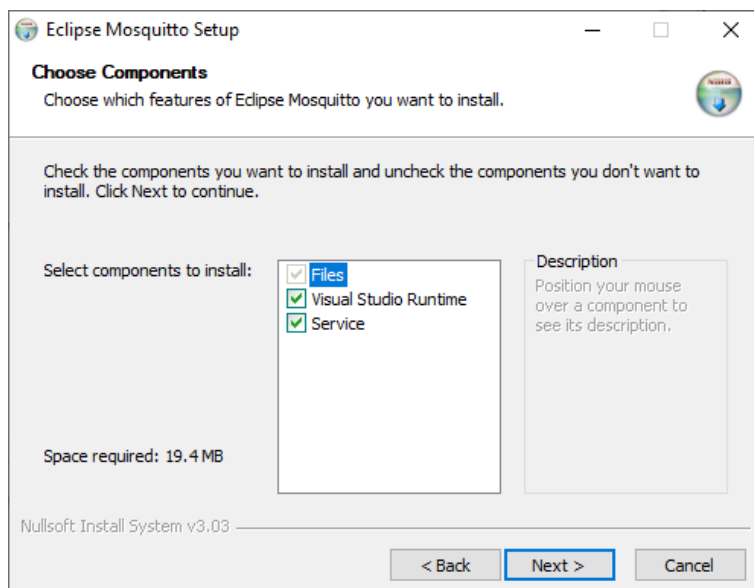 Eclipse Mosquitto Setup
Choose Components
Choose which features of Eclipse Mosquitto you want to install.
Check the components you want to install and uncheck the components you don't want to
install. Click Next to continue.
Select components to install:
Files
Visual Studio Runtime
Service
Description
Position your mouse
over a component to
see its description.
Space required: 19.4 MB
Nullsoft Install System v3.03
< Back
Next >
Cancel